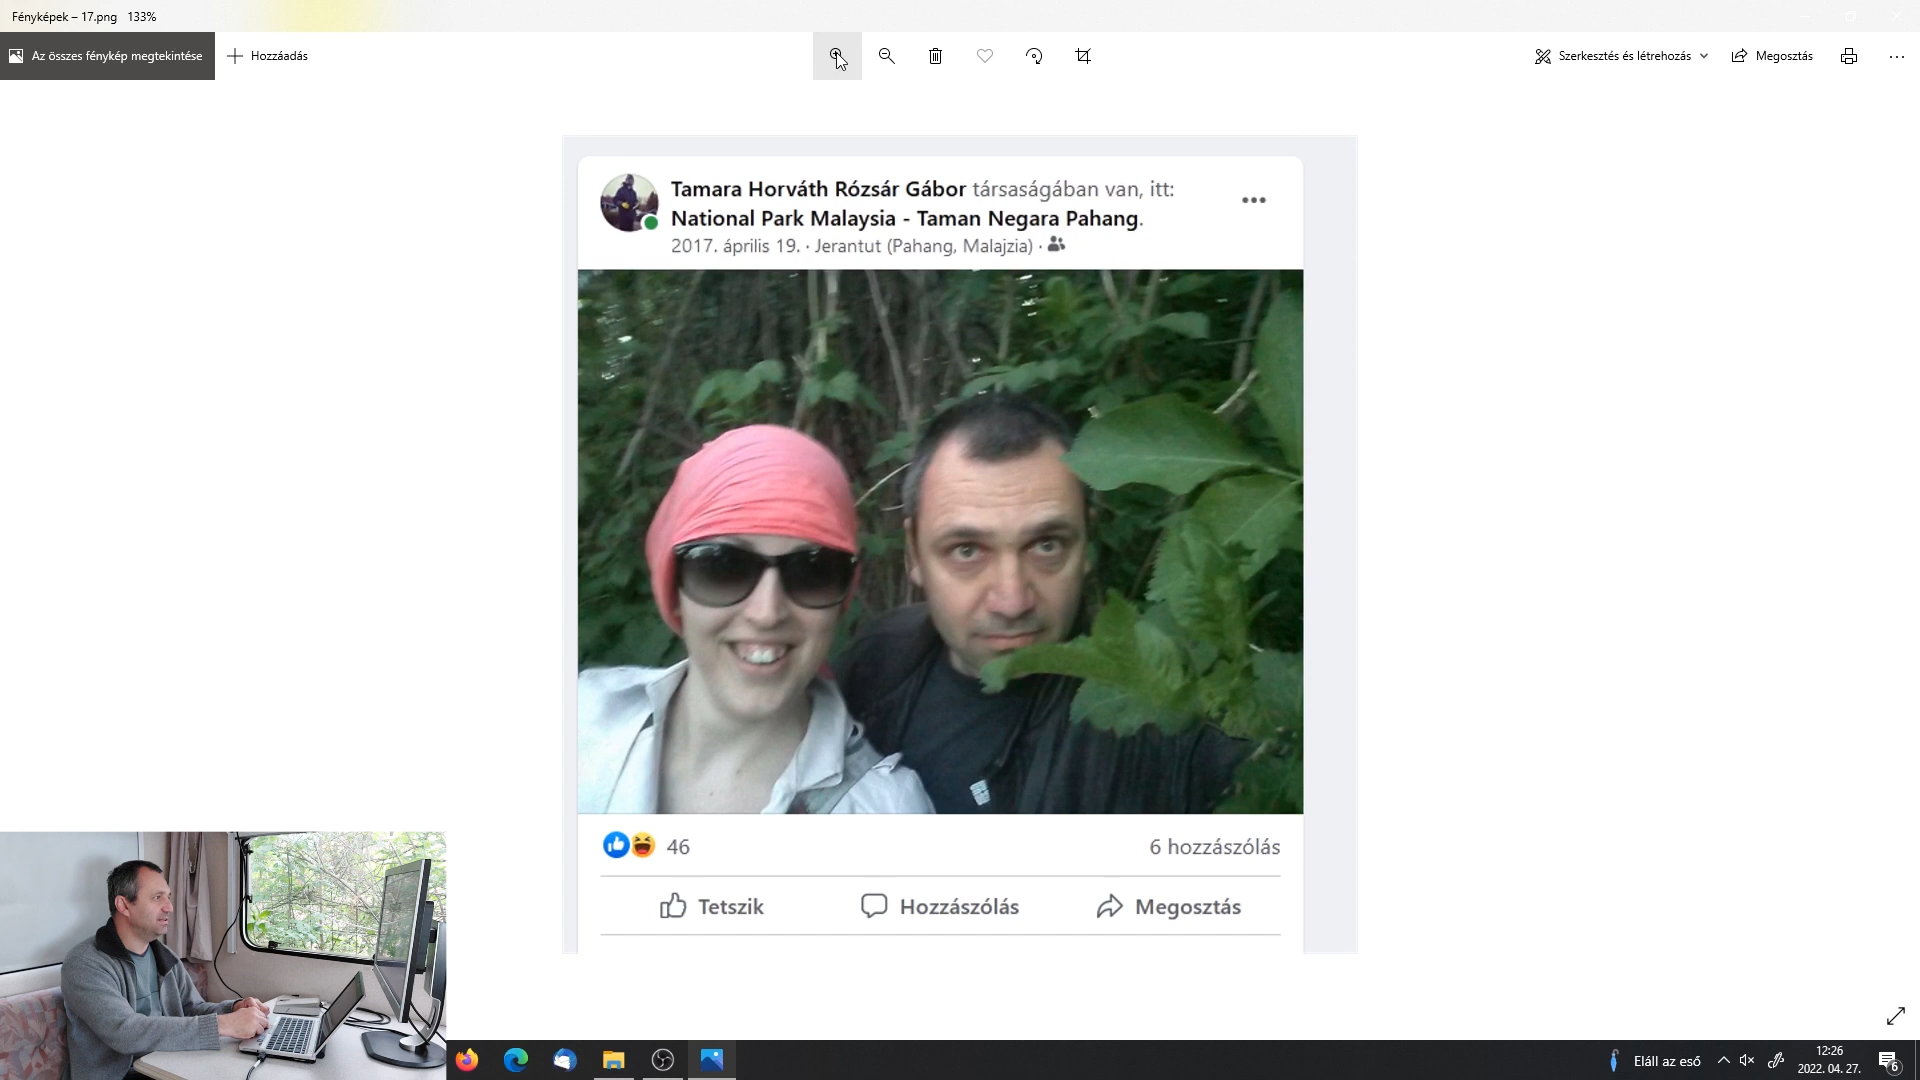 Fényképek – 17.png 133%
Az összes fénykép megtekintése
Hozzáadás
Szerkesztés és létrehozás
Megosztás
Tamara Horváth Rózsár Gábor társaságában van, itt:
National Park Malaysia - Taman Negara Pahang.
2017. április 19. · Jerantut (Pahang, Malajzia) ·
46
6 hozzászólás
Tetszik
Hozzászólás
Megosztás
Eláll az eső
12:26
2022. 04. 27.
6